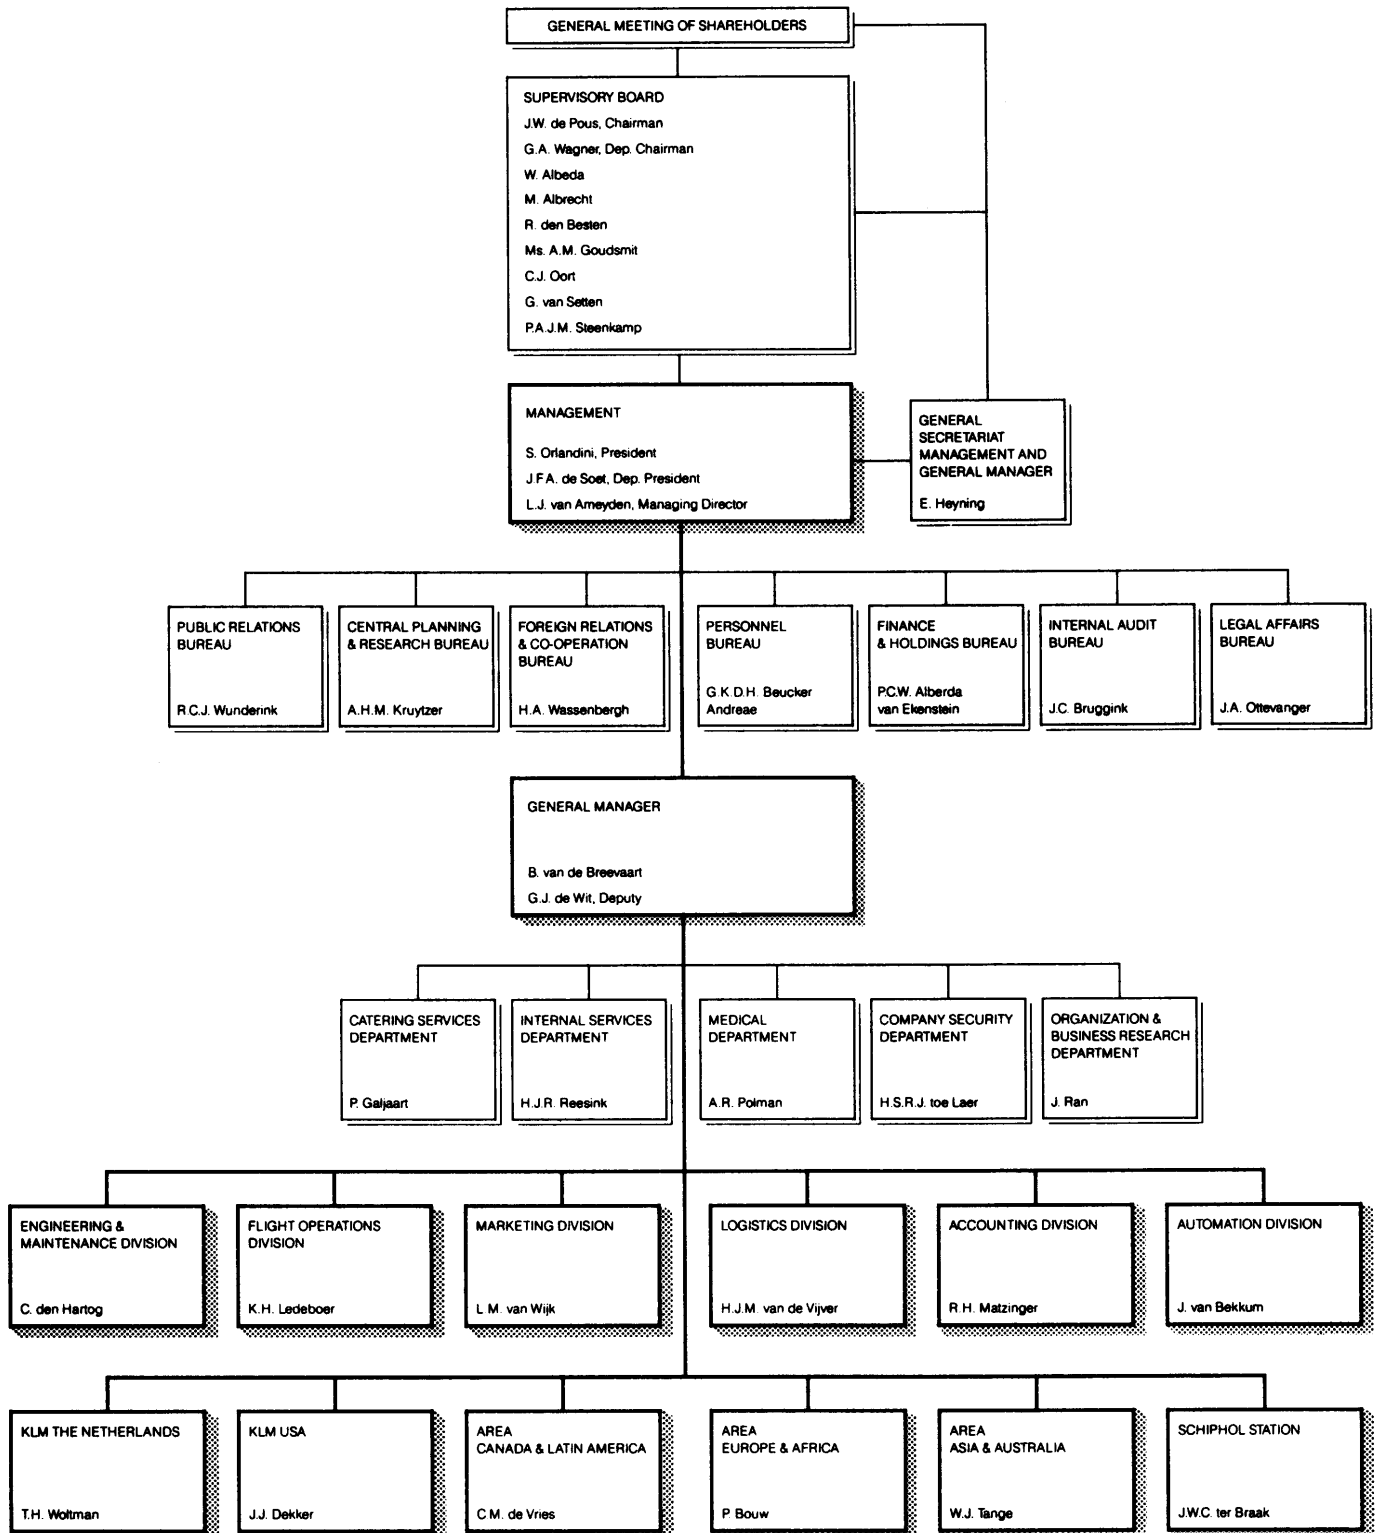 GENERAL MEETING OF SHAREHOLDERS
SUPERVISORY BOARD
J.W. de Pous, Chairman
G.A. Wagner, Dep. Chairman
W. Albeda
M. Albrecht
R. den Besten
Ms. A.M. Goudsmit
C.J. Oort
G. van Setten
P.A.J.M. Steenkamp
MANAGEMENT
S. Orlandini, President
J.F.A. de Soet, Dep. President
L.J. van Ameyden, Managing Director
GENERAL
SECRETARIAT
MANAGEMENT AND
GENERAL MANAGER
E. Heyning
PUBLIC RELATIONS
BUREAU
R.C.J. Wunderink
CENTRAL PLANNING
& RESEARCH BUREAU
A.H.M. Kruytzer
FOREIGN RELATIONS
& CO-OPERATION
BUREAU
H.A. Wassenbergh
PERSONNEL
BUREAU
G.K.D.H. Beucker
Andreae
FINANCE
& HOLDINGS BUREAU
P.C.W. Alberda
van Ekenstein
INTERNAL AUDIT
BUREAU
J.C. Bruggink
LEGAL AFFAIRS
BUREAU
J.A. Ottevanger
GENERAL MANAGER
B. van de Breevaart
G.J. de Wit, Deputy
CATERING SERVICES
DEPARTMENT
P. Galjaart
INTERNAL SERVICES
DEPARTMENT
H.J.R. Reesink
MEDICAL
DEPARTMENT
A.R. Polman
COMPANY SECURITY
DEPARTMENT
H.S.R.J. toe Laer
ORGANIZATION &
BUSINESS RESEARCH
DEPARTMENT
J. Ran
ENGINEERING &
MAINTENANCE DIVISION
C. den Hartog
FLIGHT OPERATIONS
DIVISION
K.H. Ledeboer
MARKETING DIVISION
L.M. van Wijk
LOGISTICS DIVISION
H.J.M. van de Vijver
ACCOUNTING DIVISION
R.H. Matzinger
AUTOMATION DIVISION
J. van Bekkum
KLM THE NETHERLANDS
T.H. Woltman
KLM USA
J.J. Dekker
AREA
CANADA & LATIN AMERICA
C.M. de Vries
AREA
EUROPE & AFRICA
P. Bouw
AREA
ASIA & AUSTRALIA
W.J. Tange
SCHIPHOL STATION
J.W.C. ter Braak